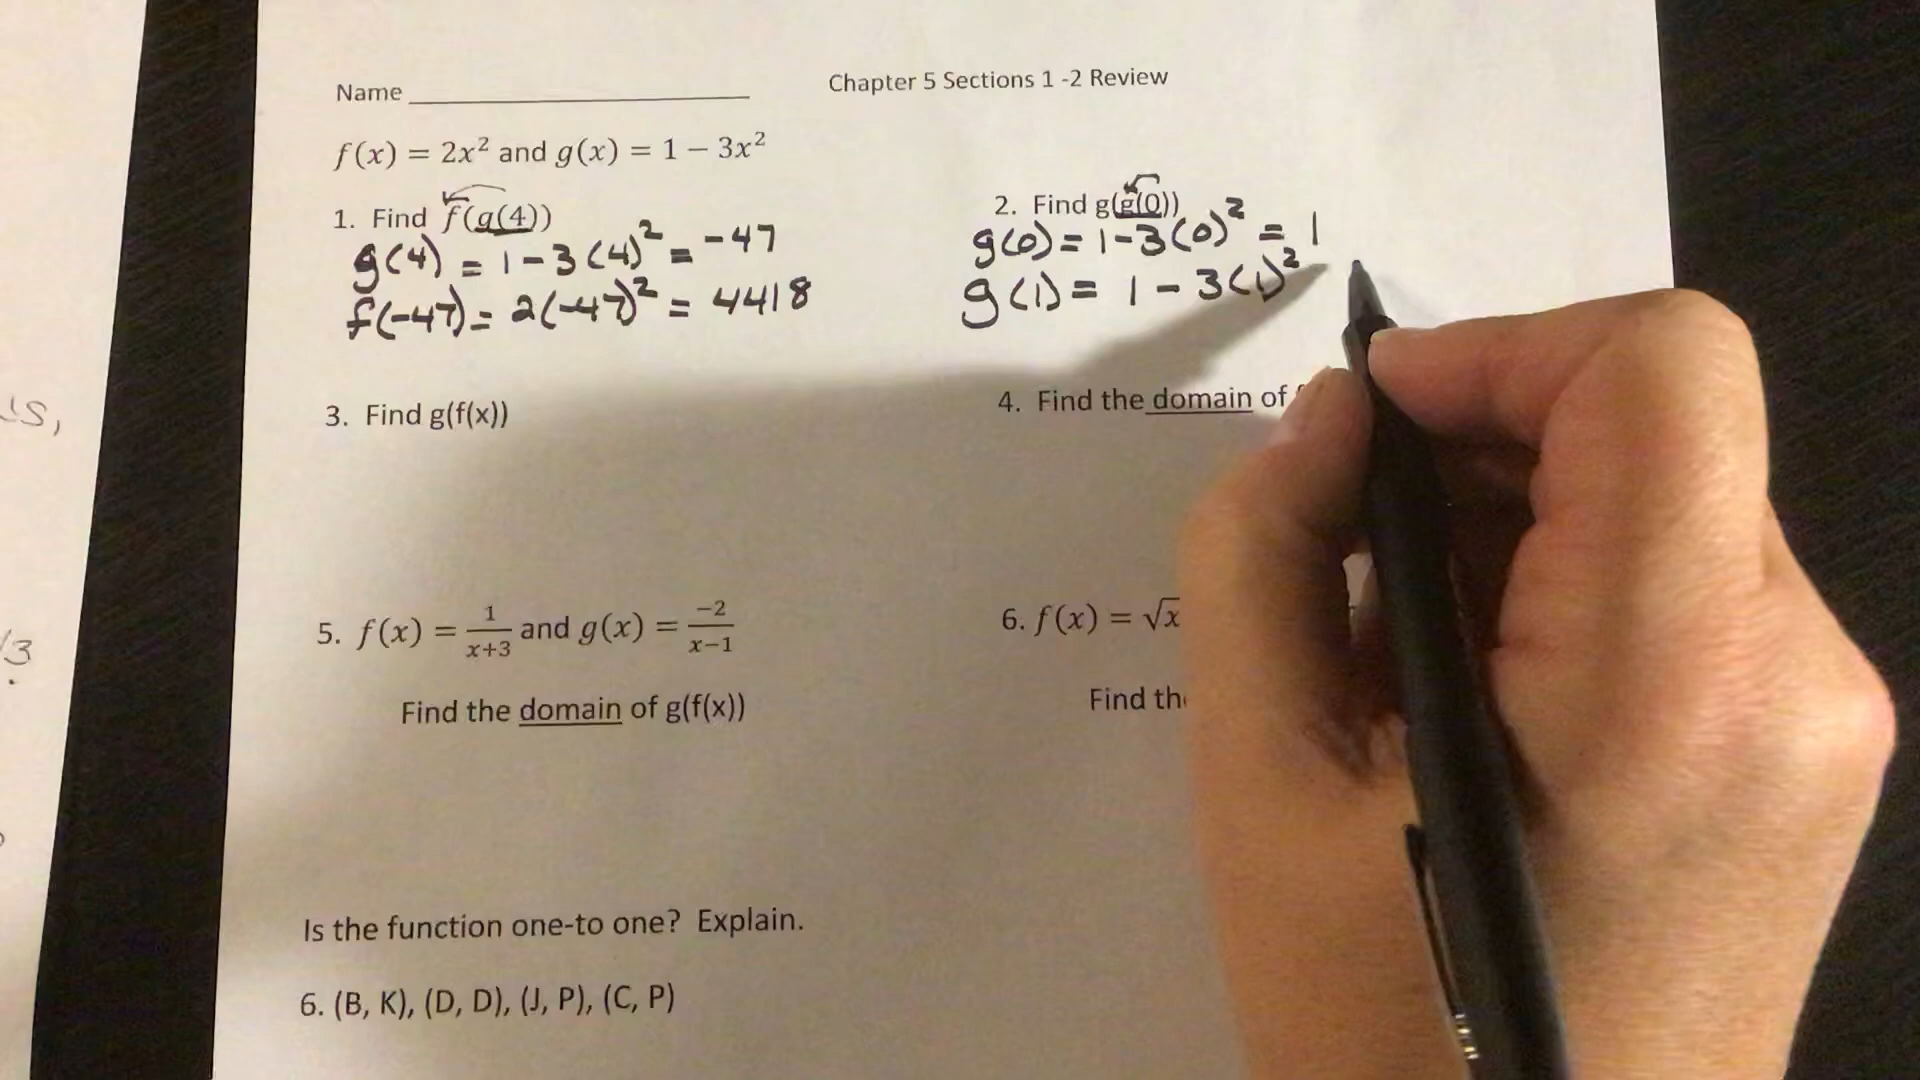 Name
Chapter 5 Sections 1 -2 Review
f(x) = 2x² and g(x) = 1 − 3x²
1. Find f(g(4))
g(4) = 1 - 3(4)² = -47
f(-47) = 2(-47)² = 4418
2. Find g(g(0))
g(0) = 1 - 3(0)² = 1
g(1) = 1 - 3(1)²
3. Find g(f(x))
4. Find the domain of
5. f(x) = 1/(x+3) and g(x) = −2/(x−1)
Find the domain of g(f(x))
6. f(x) = √x
Find
Is the function one-to one? Explain.
6. (B, K), (D, D), (J, P), (C, P)